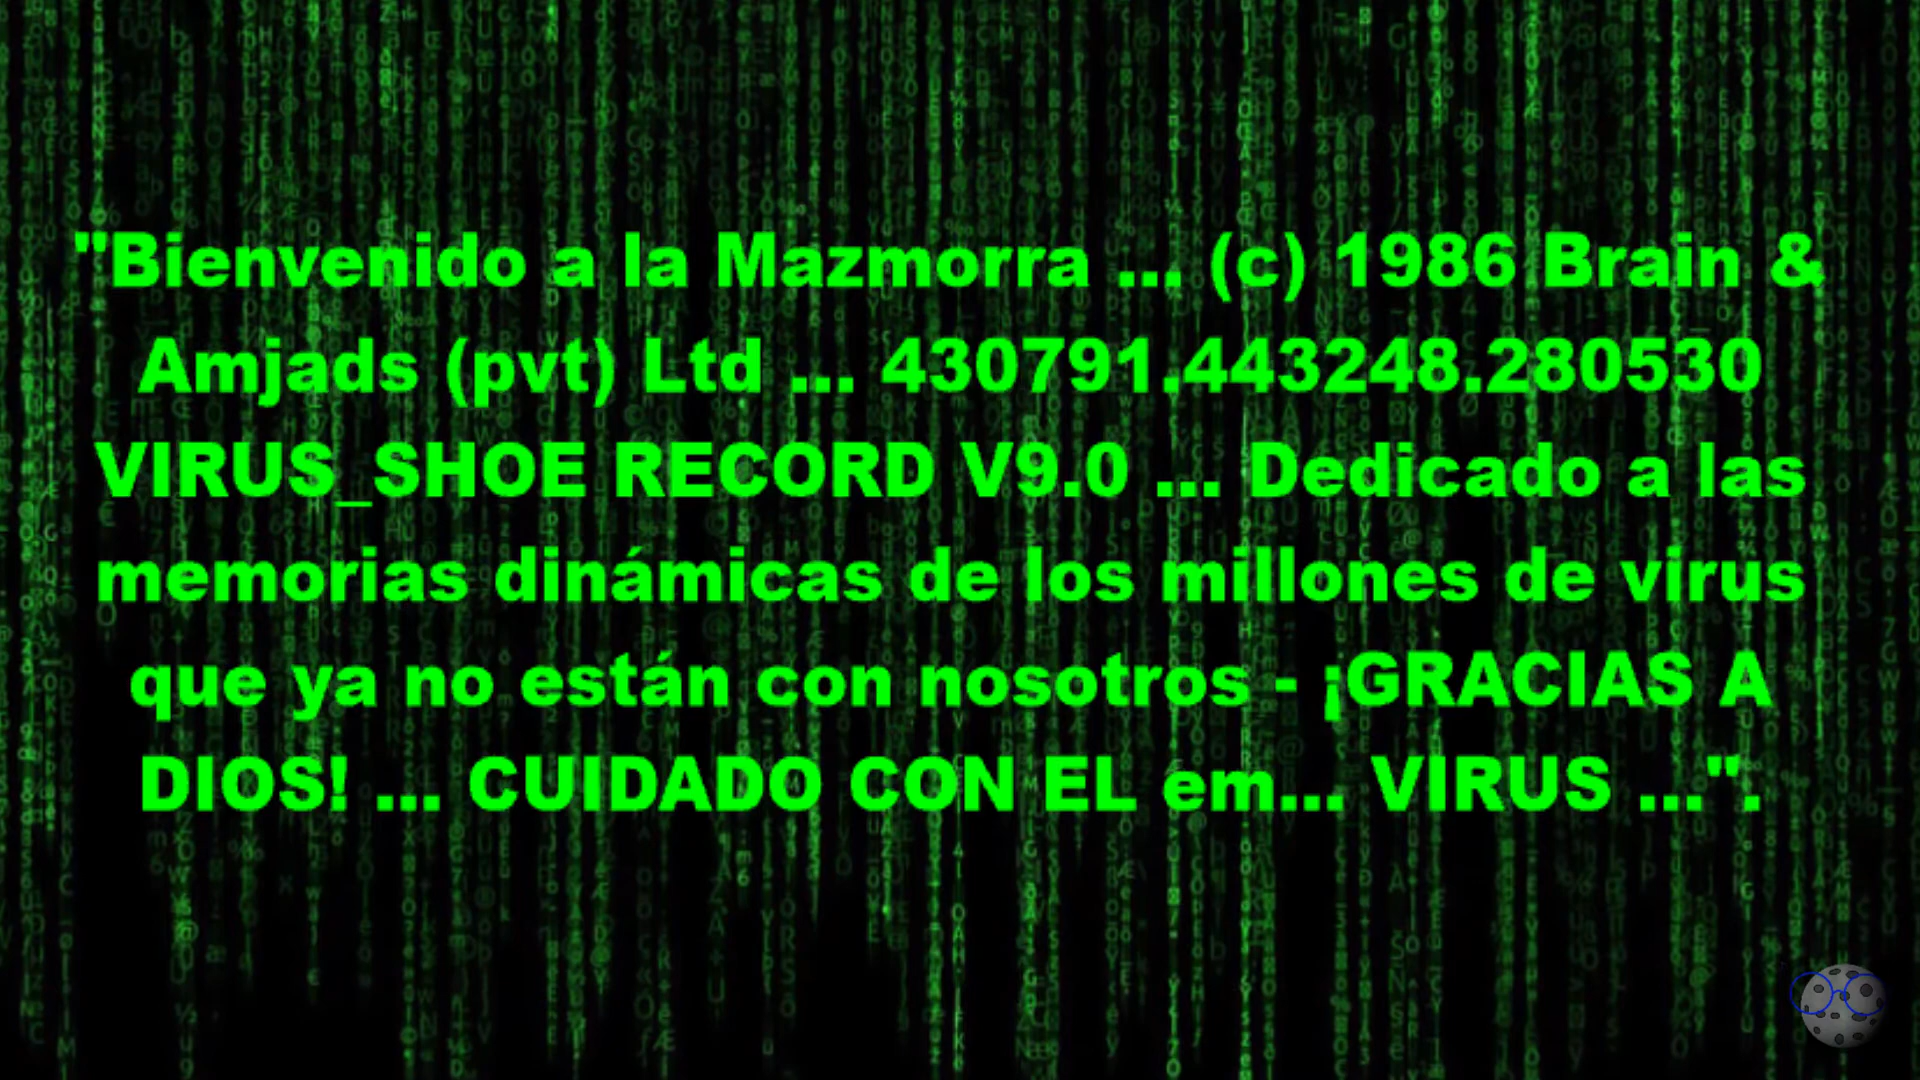 "Bienvenido a la Mazmorra ... (c) 1986 Brain &
Amjads (pvt) Ltd ... 430791.443248.280530
VIRUS_SHOE RECORD V9.0 ... Dedicado a las
memorias dinámicas de los millones de virus
que ya no están con nosotros - ¡GRACIAS A
DIOS! ... CUIDADO CON EL em... VIRUS ...".